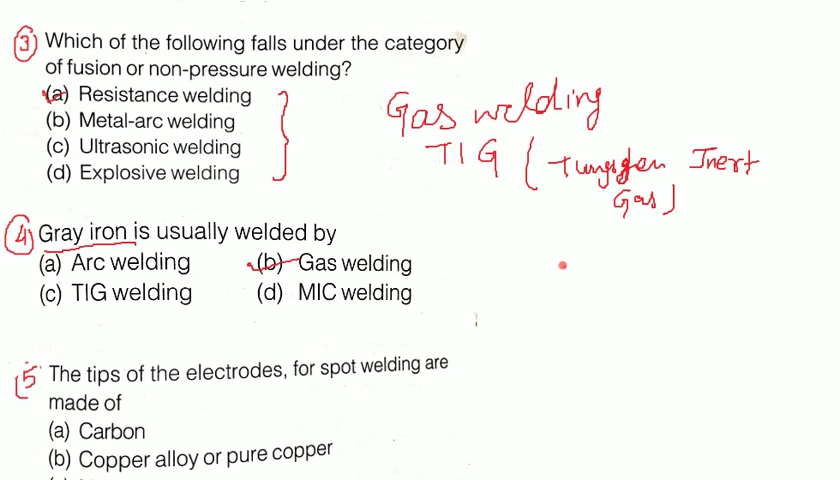 3 Which of the following falls under the category
of fusion or non-pressure welding?
(a) Resistance welding
(b) Metal-arc welding
(c) Ultrasonic welding
(d) Explosive welding
Gas welding
TIG (Tungsten Inert
Gas)
4 Gray iron is usually welded by
(a) Arc welding (b) Gas welding
(c) TIG welding (d) MIC welding
5 The tips of the electrodes, for spot welding are
made of
(a) Carbon
(b) Copper alloy or pure copper